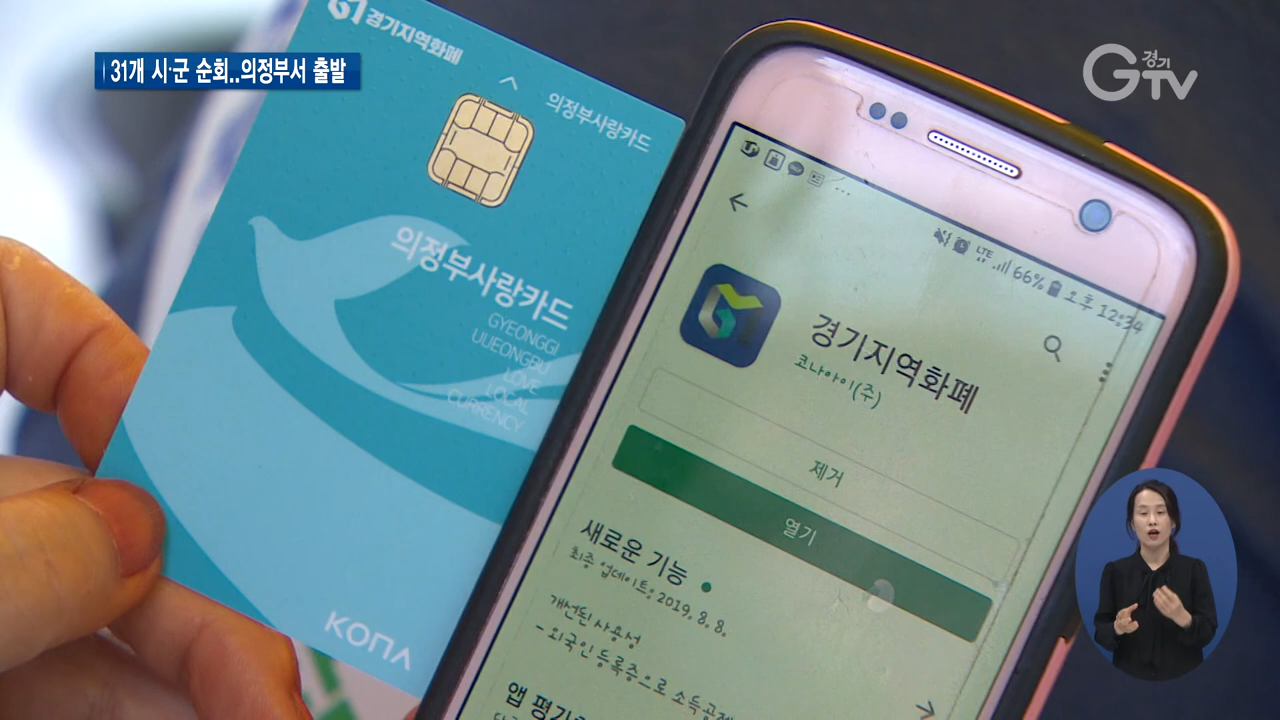 31개 시·군 순회..의정부서 출발
경기
GTV
경기지역화폐
의정부사랑카드
의정부사랑카드
GYEONGGI
UIJEONGBU
LOVE
LOCAL
CURRENCY
KONA
LTE 66% 오후 12:34
경기지역화폐
코나아이(주)
제거
열기
새로운 기능
최종 업데이트: 2019. 8. 8.
개선된 사용성
- 외국인 등록증으로 소득공제
앱 평가